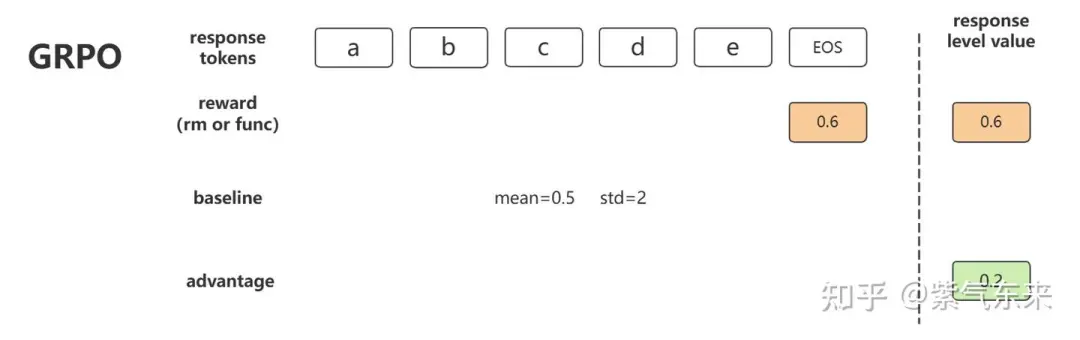 GRPO
response
tokens
a b c d e EOS
response
level value
reward
(rm or func)
0.6 0.6
baseline
mean=0.5 std=2
advantage
0.2
知乎 @紫气东来